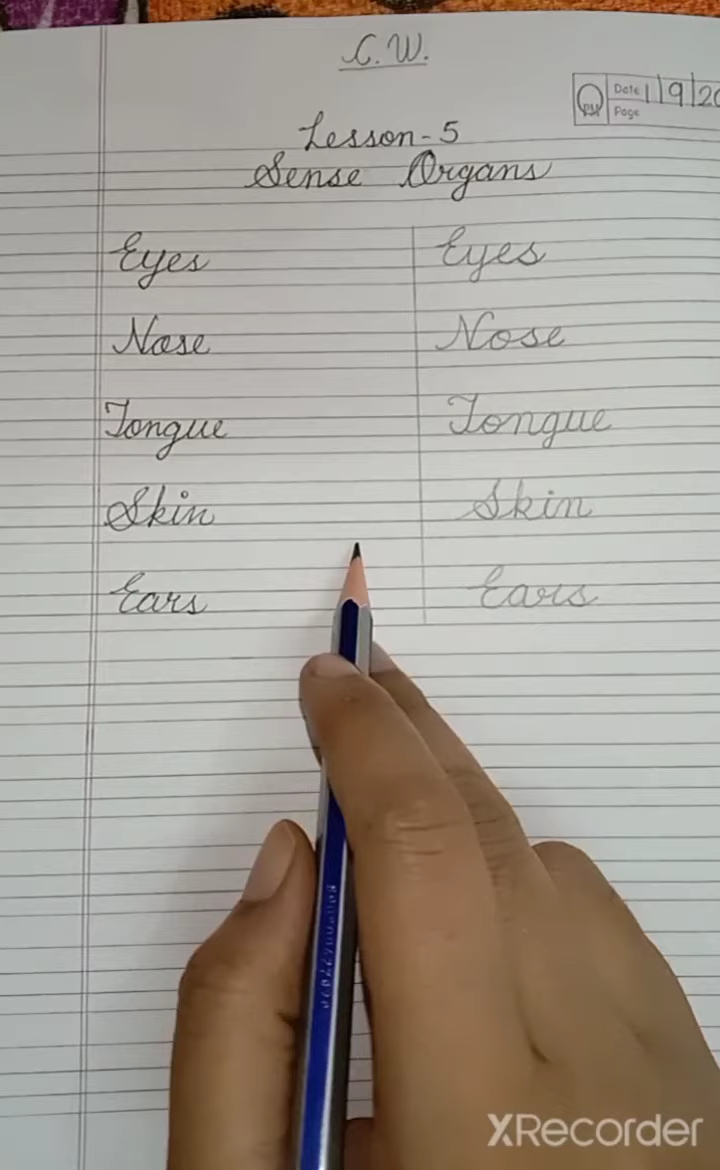 C.W.
Date 1/9/20
Page
Lesson-5
Sense Organs
Eyes Eyes
Nose Nose
Tongue Tongue
Skin Skin
Ears Ears
XRecorder